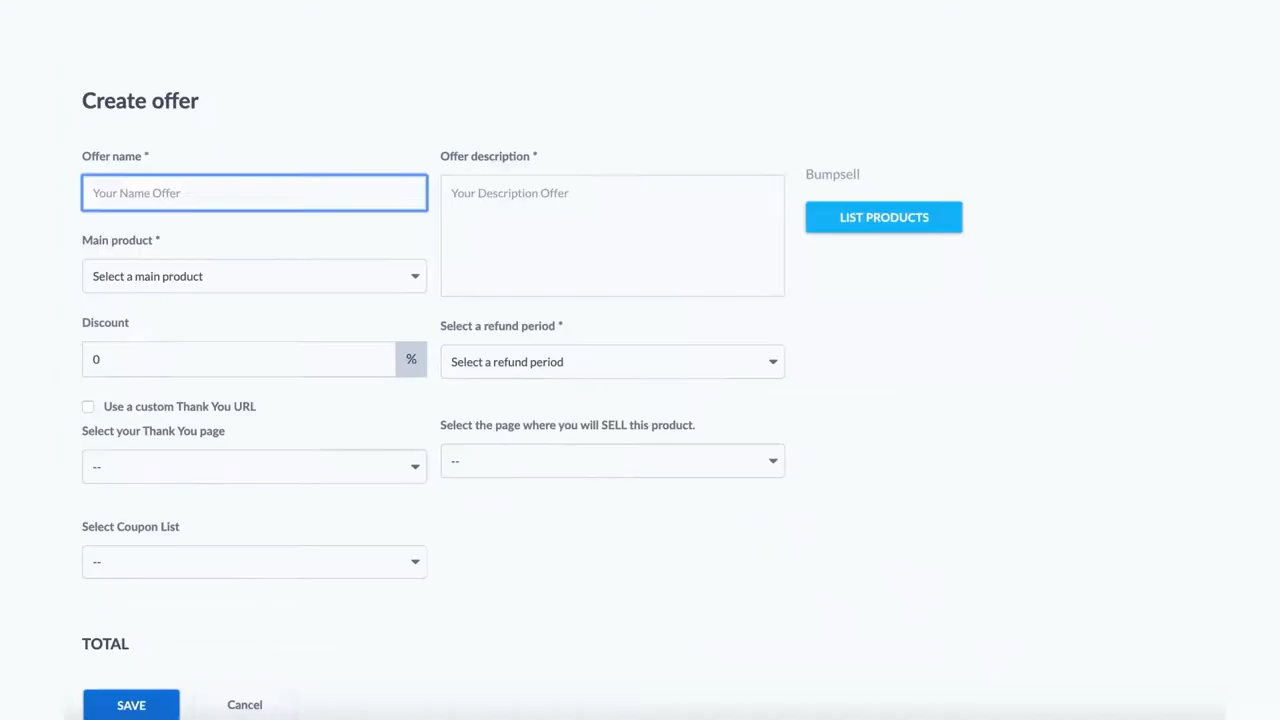 Create offer
Offer name *
Your Name Offer
Main product *
Select a main product
Discount
0
%
Use a custom Thank You URL
Select your Thank You page
--
Select Coupon List
--
Offer description *
Your Description Offer
Select a refund period *
Select a refund period
Select the page where you will SELL this product.
--
Bumpsell
LIST PRODUCTS
TOTAL
SAVE
Cancel